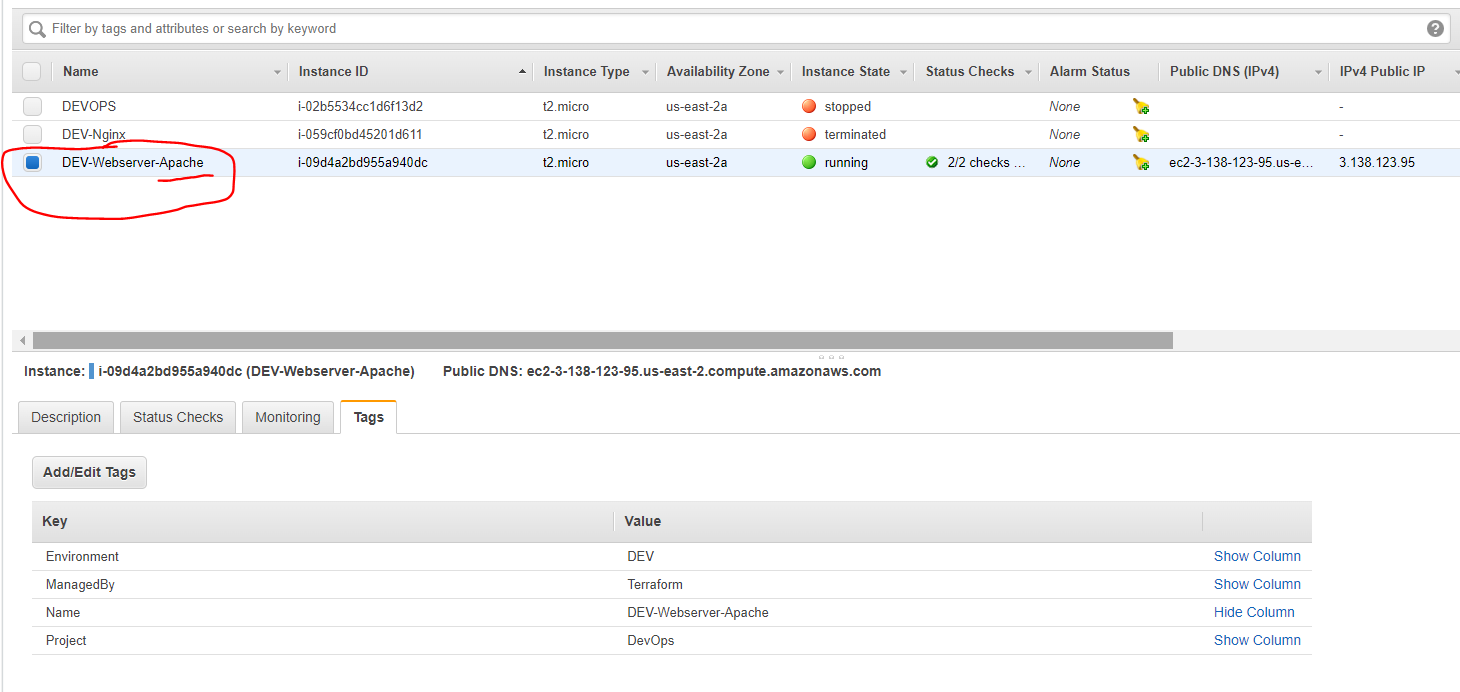 Filter by tags and attributes or search by keyword ?
Name Instance ID Instance Type Availability Zone Instance State Status Checks Alarm Status Public DNS (IPv4) IPv4 Public IP
DEVOPS i-02b5534cc1d6f13d2 t2.micro us-east-2a stopped None -
DEV-Nginx i-059cf0bd45201d611 t2.micro us-east-2a terminated None -
DEV-Webserver-Apache i-09d4a2bd955a940dc t2.micro us-east-2a running 2/2 checks ... None ec2-3-138-123-95.us-e... 3.138.123.95
Instance: i-09d4a2bd955a940dc (DEV-Webserver-Apache) Public DNS: ec2-3-138-123-95.us-east-2.compute.amazonaws.com
Description Status Checks Monitoring Tags
Add/Edit Tags
Key Value
Environment DEV Show Column
ManagedBy Terraform Show Column
Name DEV-Webserver-Apache Hide Column
Project DevOps Show Column